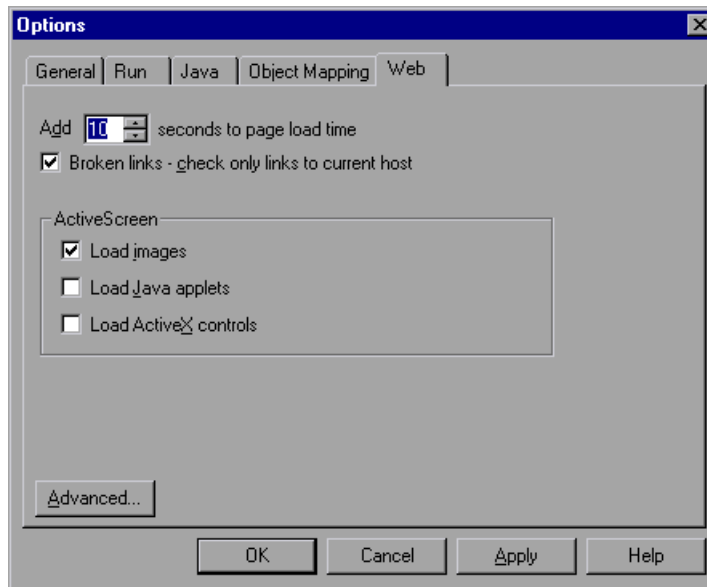 Options
General Run Java Object Mapping Web
Add 10 seconds to page load time
Broken links - check only links to current host
ActiveScreen
Load images
Load Java applets
Load ActiveX controls
Advanced...
OK Cancel Apply Help